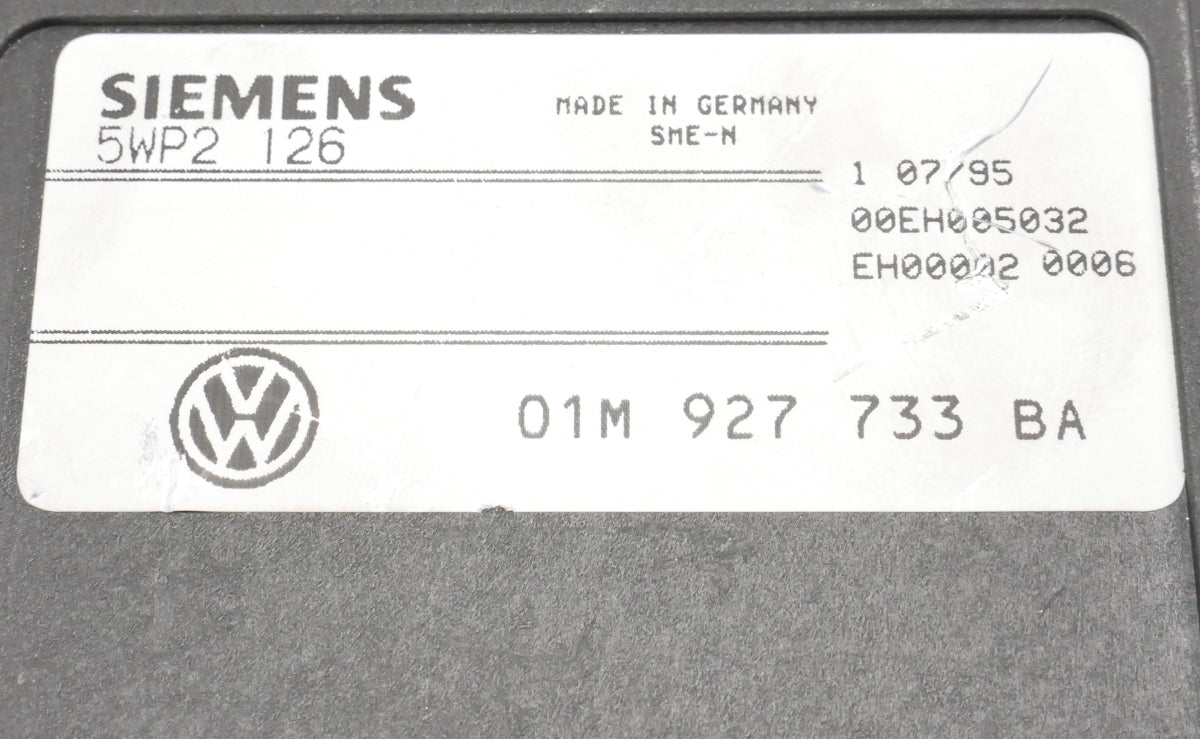 SIEMENS
5WP2 126
MADE IN GERMANY
SME-N
1 07/95
00EH005032
EH00002 0006
01M 927 733 BA